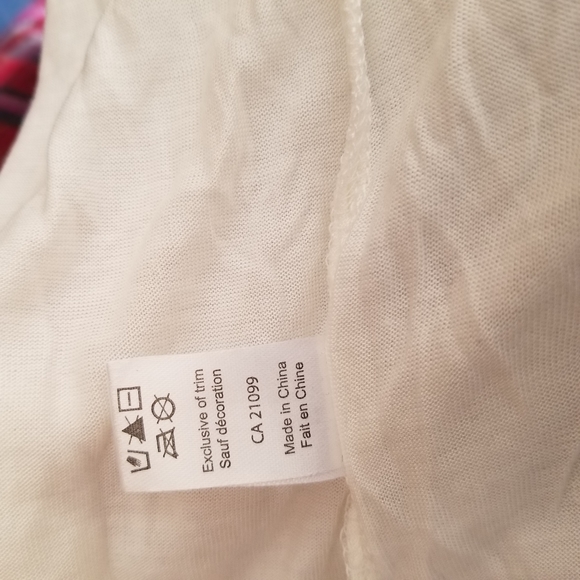 Exclusive of trim
Sauf décoration
CA 21099
Made in China
Fait en Chine